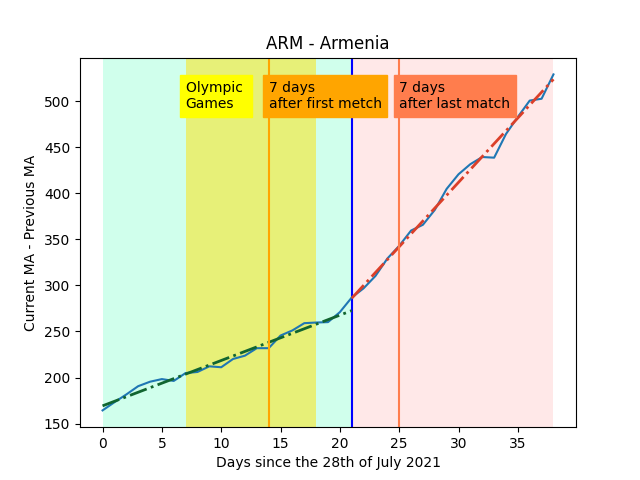 ARM - Armenia
Olympic
Games
7 days
after first metch
7 days
after last match
500
450
400
350
300
250
200
150
Current MA - Previous MA
0 5 10 15 20 25 30 35
Days since the 28th of July 2021